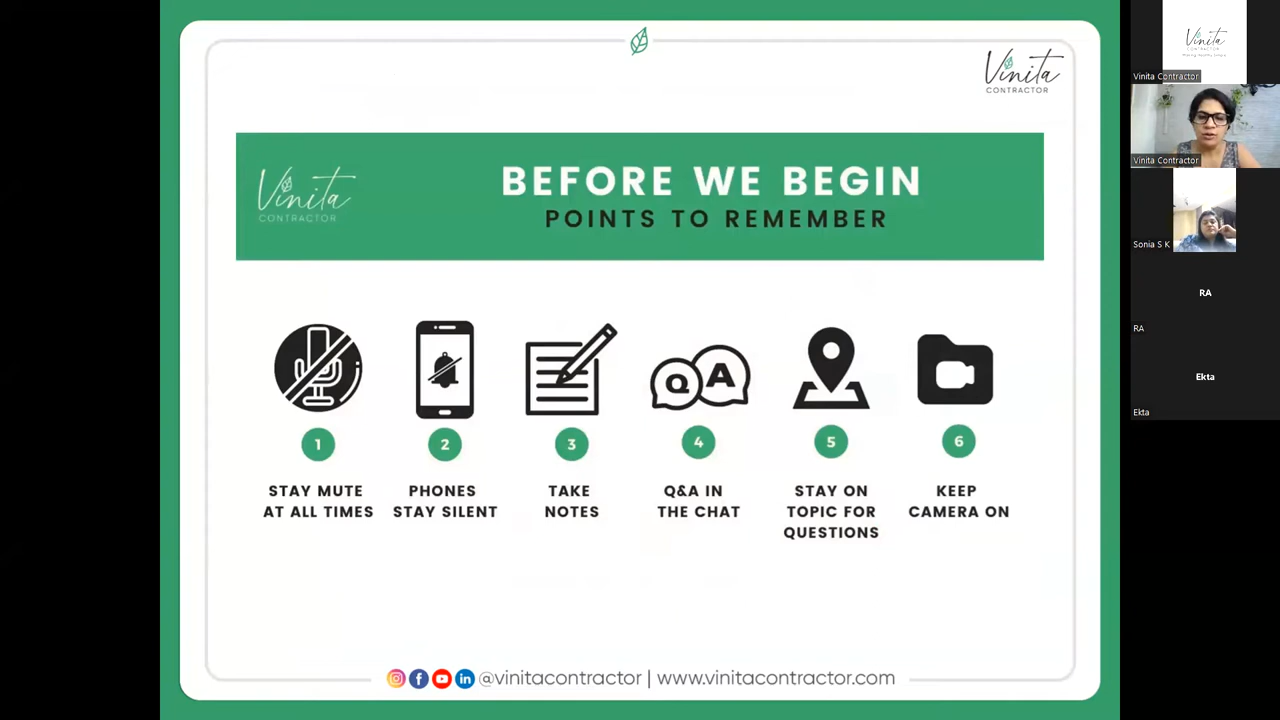 Vinita
CONTRACTOR
Vinita
CONTRACTOR
BEFORE WE BEGIN
POINTS TO REMEMBER
Q A
1
STAY MUTE
AT ALL TIMES
2
PHONES
STAY SILENT
3
TAKE
NOTES
4
Q&A IN
THE CHAT
5
STAY ON
TOPIC FOR
QUESTIONS
6
KEEP
CAMERA ON
@vinitacontractor | www.vinitacontractor.com
Vinita
CONTRACTOR
Vinita Contractor
Vinita Contractor
Sonia S K
RA
RA
Ekta
Ekta